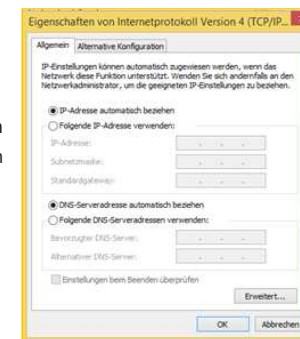 Eigenschaften von Internetprotokoll Version 4 (TCP/IP...
Allgemein Alternative Konfiguration
IP-Einstellungen können automatisch zugewiesen werden, wenn das
Netzwerk diese Funktion unterstützt. Wenden Sie sich andernfalls an den
Netzwerkadministrator, um die geeigneten IP-Einstellungen zu beziehen.
IP-Adresse automatisch beziehen
Folgende IP-Adresse verwenden:
IP-Adresse:
Subnetzmaske:
Standardgateway:
DNS-Serveradresse automatisch beziehen
Folgende DNS-Serveradressen verwenden:
Bevorzugter DNS-Server:
Alternativer DNS-Server:
Einstellungen beim Beenden überprüfen
Erweitert...
OK Abbrechen